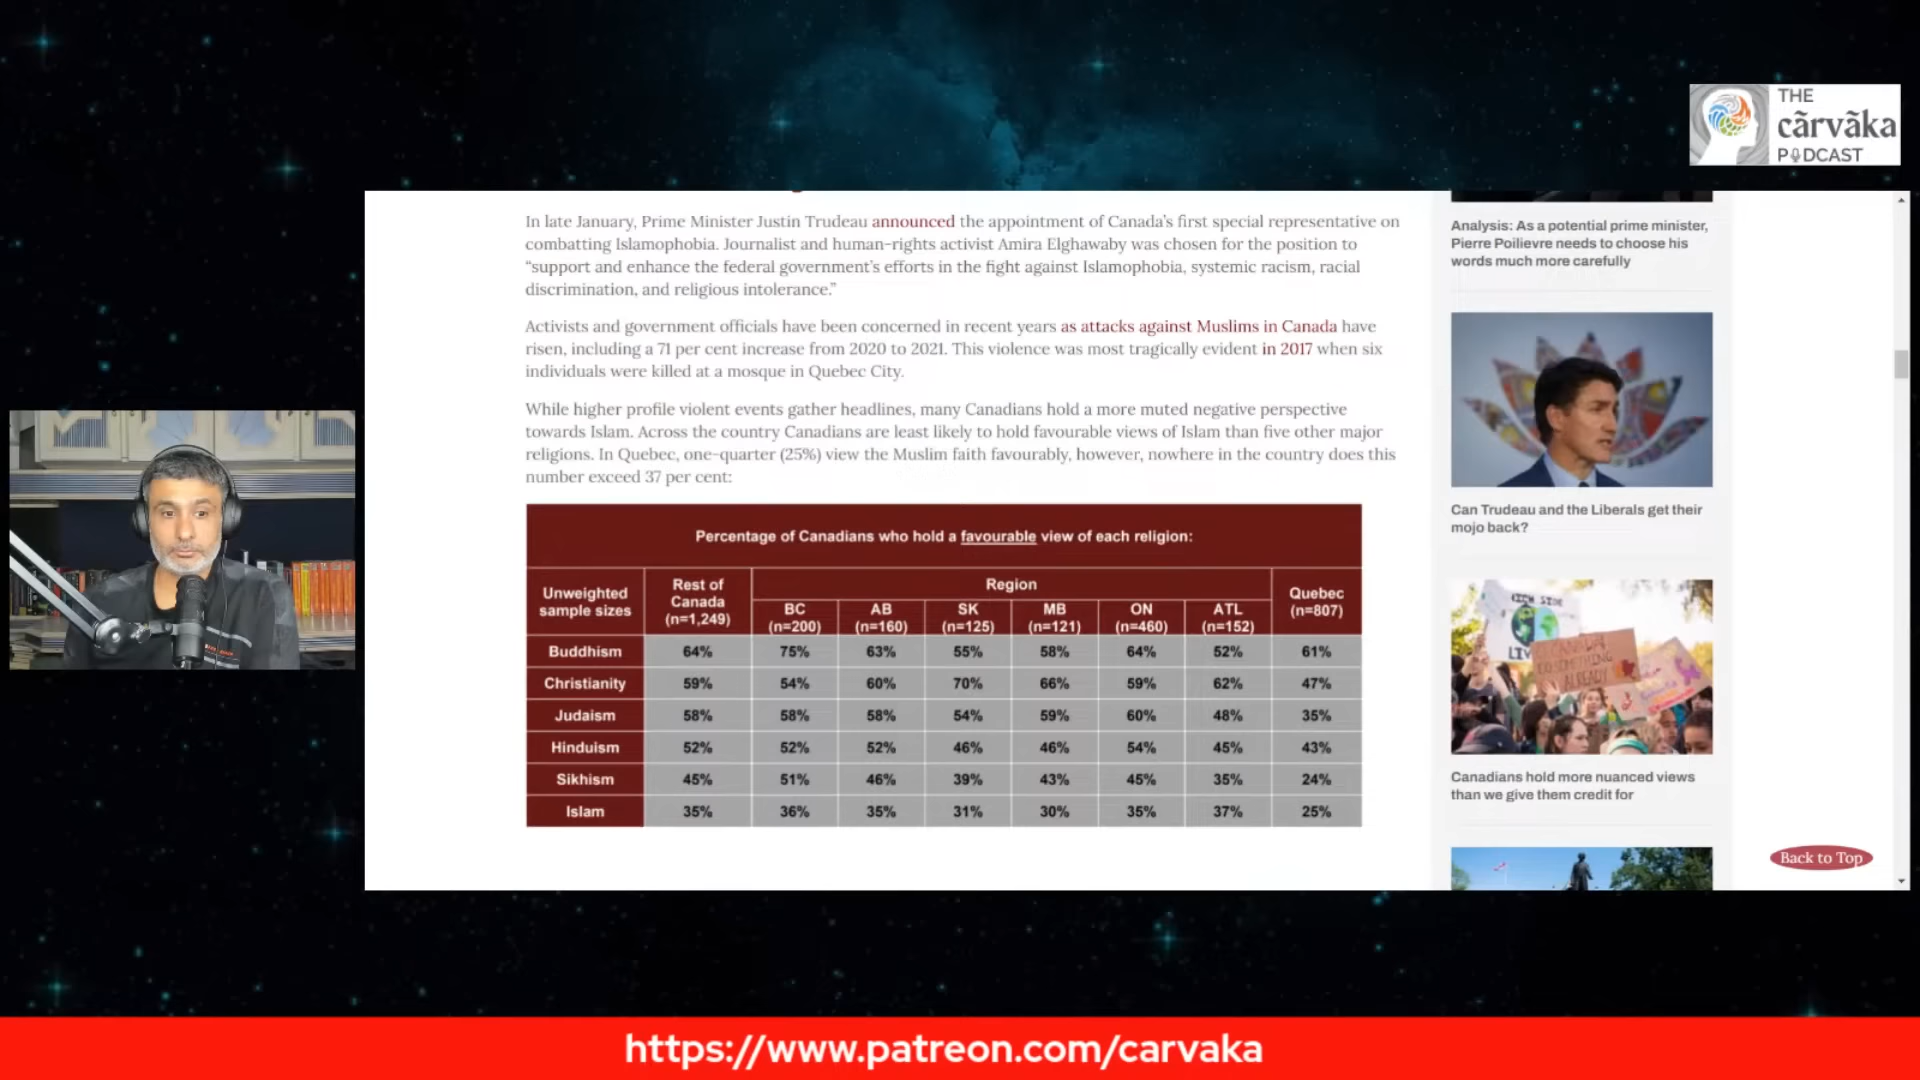 THE
cãrvãka
PODCAST
In late January, Prime Minister Justin Trudeau announced the appointment of Canada's first special representative on
combatting Islamophobia. Journalist and human-rights activist Amira Elghawaby was chosen for the position to
“support and enhance the federal government's efforts in the fight against Islamophobia, systemic racism, racial
discrimination, and religious intolerance.”
Activists and government officials have been concerned in recent years as attacks against Muslims in Canada have
risen, including a 71 per cent increase from 2020 to 2021. This violence was most tragically evident in 2017 when six
individuals were killed at a mosque in Quebec City.
While higher profile violent events gather headlines, many Canadians hold a more muted negative perspective
towards Islam. Across the country Canadians are least likely to hold favourable views of Islam than five other major
religions. In Quebec, one-quarter (25%) view the Muslim faith favourably, however, nowhere in the country does this
number exceed 37 per cent:
Percentage of Canadians who hold a favourable view of each religion:
Unweighted sample sizes Rest of Canada (n=1,249) Region Quebec (n=807)
BC (n=200) AB (n=160) SK (n=125) MB (n=121) ON (n=460) ATL (n=152)
Buddhism 64% 75% 63% 55% 58% 64% 52% 61%
Christianity 59% 54% 60% 70% 66% 59% 62% 47%
Judaism 58% 58% 58% 54% 59% 60% 48% 35%
Hinduism 52% 52% 52% 46% 46% 54% 45% 43%
Sikhism 45% 51% 46% 39% 43% 45% 35% 24%
Islam 35% 36% 35% 31% 30% 35% 37% 25%
Analysis: As a potential prime minister,
Pierre Poilievre needs to choose his
words much more carefully
Can Trudeau and the Liberals get their
mojo back?
Canadians hold more nuanced views
than we give them credit for
Back to Top
https://www.patreon.com/carvaka